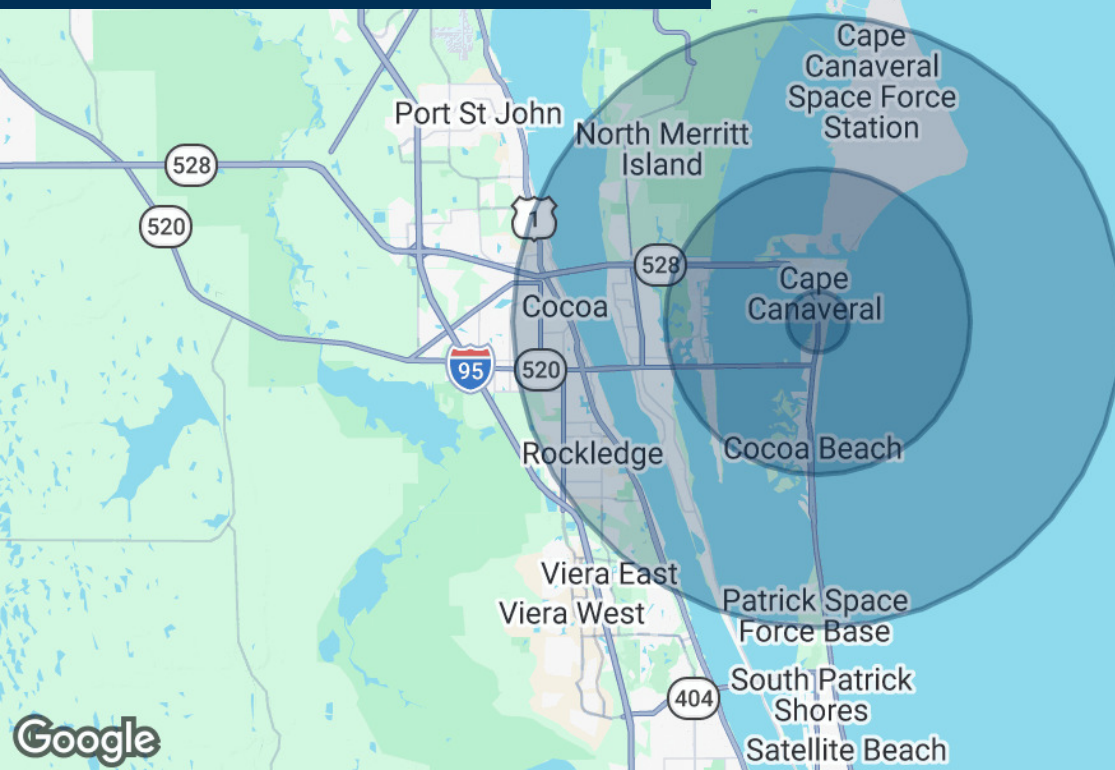 Cape
Canaveral
Space Force
Station
Port St John
North Merritt
Island
528
520
1
528
Cape
Canaveral
Cocoa
95
520
Rockledge
Cocoa Beach
Viera East
Viera West
Patrick Space
Force Base
404
South Patrick
Shores
Satellite Beach
Google